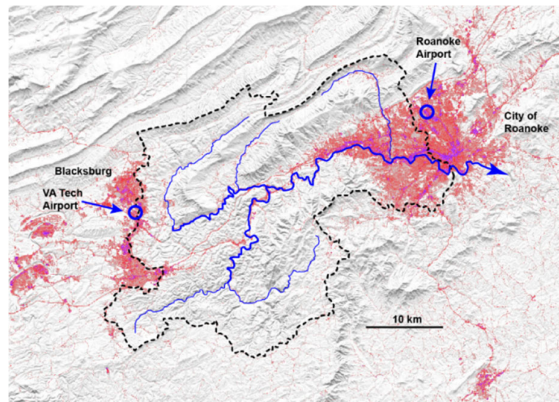 Roanoke
Airport
City of
Roanoke
Blacksburg
VA Tech
Airport
10 km